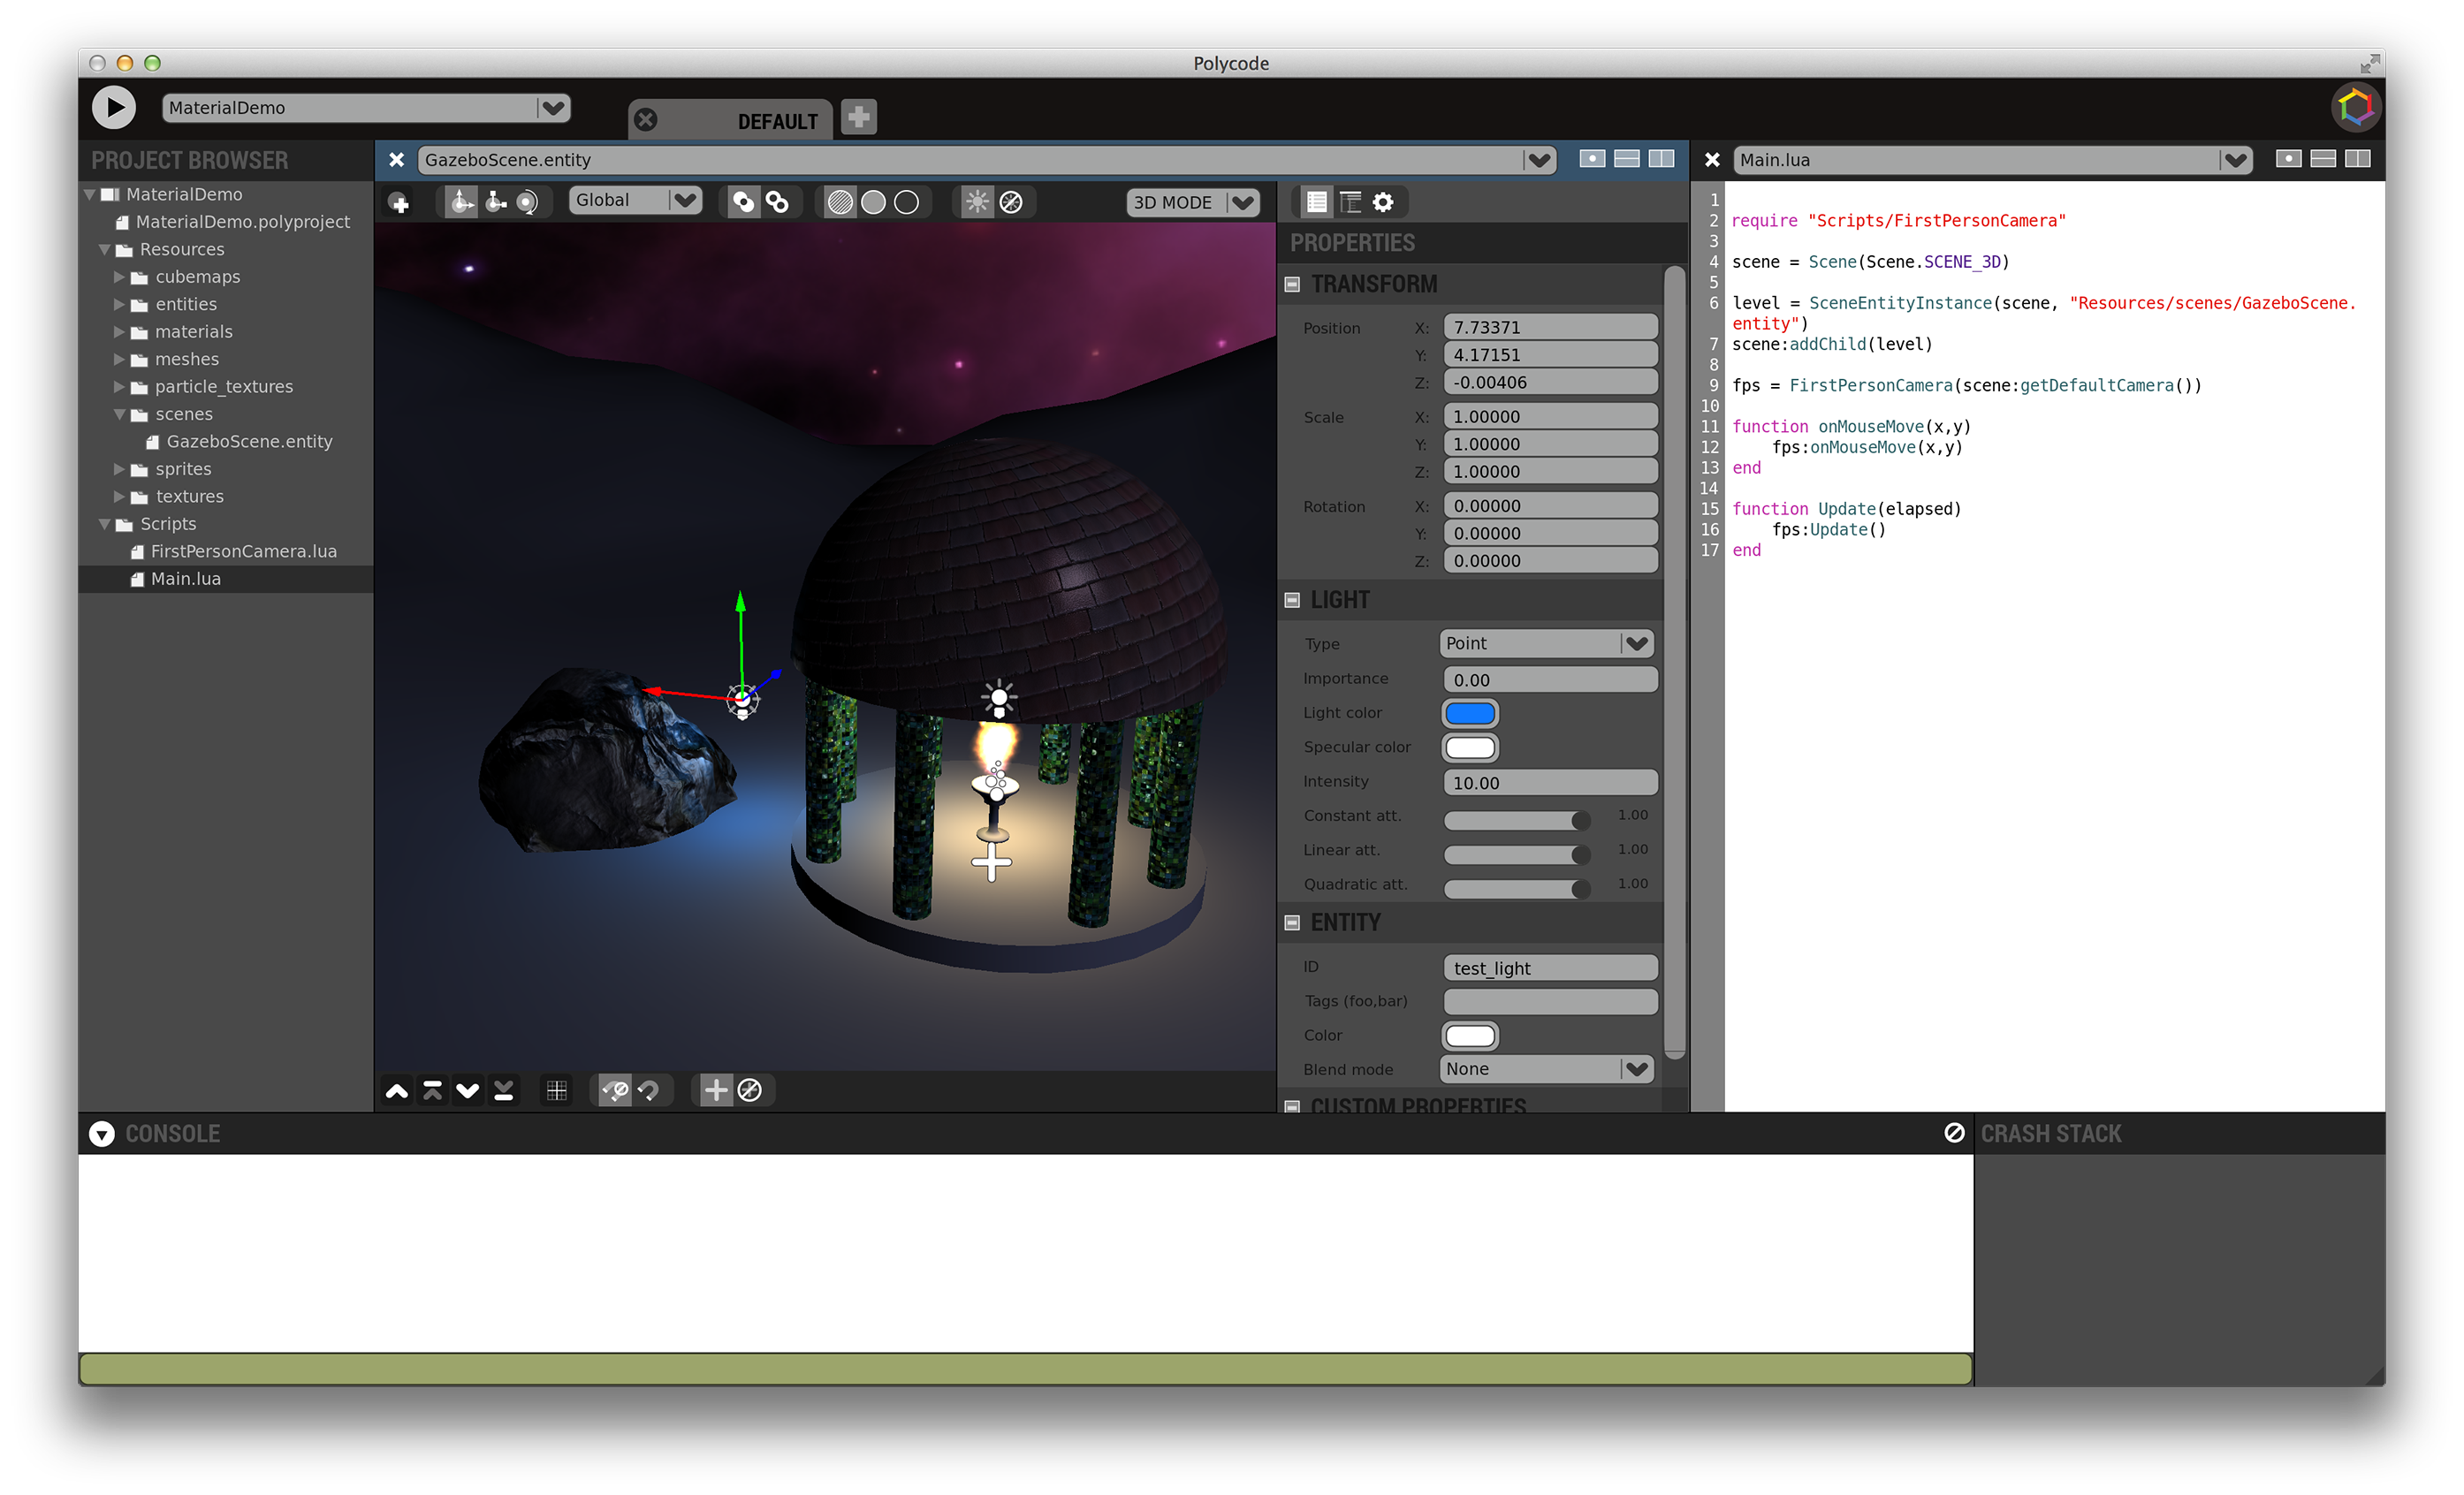 Polycode
MaterialDemo
DEFAULT
PROJECT BROWSER
MaterialDemo
MaterialDemo.polyproject
Resources
cubemaps
entities
materials
meshes
particle_textures
scenes
GazeboScene.entity
sprites
textures
Scripts
FirstPersonCamera.lua
Main.lua
GazeboScene.entity
Global
3D MODE
PROPERTIES
TRANSFORM
Position X: 7.73371
Y: 4.17151
Z: -0.00406
Scale X: 1.00000
Y: 1.00000
Z: 1.00000
Rotation X: 0.00000
Y: 0.00000
Z: 0.00000
LIGHT
Type Point
Importance 0.00
Light color
Specular color
Intensity 10.00
Constant att. 1.00
Linear att. 1.00
Quadratic att. 1.00
ENTITY
ID test_light
Tags (foo,bar)
Color
Blend mode None
CUSTOM PROPERTIES
Main.lua
1
2 require "Scripts/FirstPersonCamera"
3
4 scene = Scene(Scene.SCENE_3D)
5
6 level = SceneEntityInstance(scene, "Resources/scenes/GazeboScene.
entity")
7 scene:addChild(level)
8
9 fps = FirstPersonCamera(scene:getDefaultCamera())
10
11 function onMouseMove(x,y)
12 fps:onMouseMove(x,y)
13 end
14
15 function Update(elapsed)
16 fps:Update()
17 end
CONSOLE
CRASH STACK